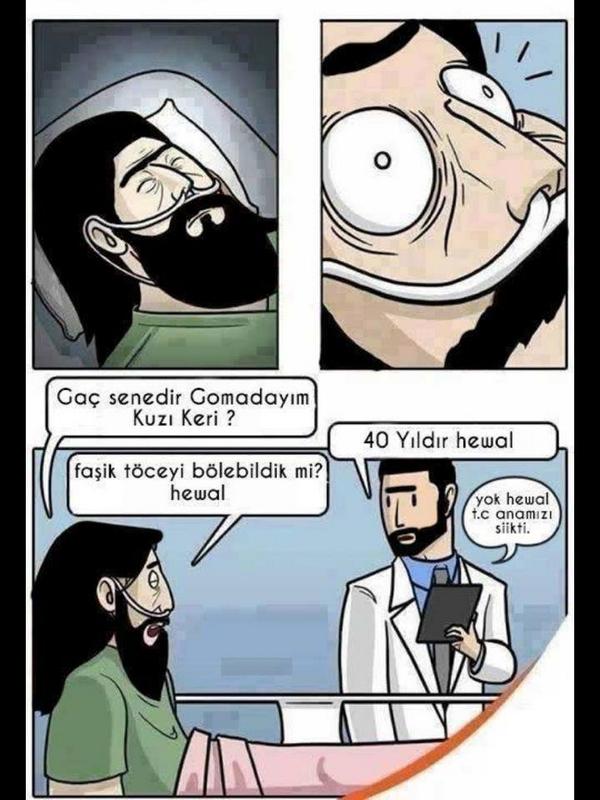 Gaç senedir Gomadayım
Kuzı Keri ?
40 Yıldır hewal
faşik töceyi bölebildik mi?
hewal
yok hewal
t.c anamızı
siikti.